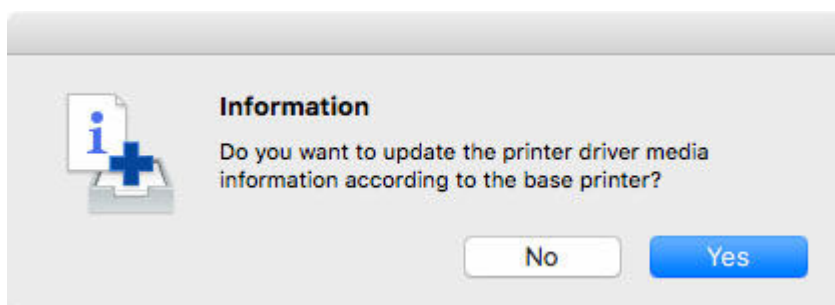 Information
Do you want to update the printer driver media
information according to the base printer?
No
Yes